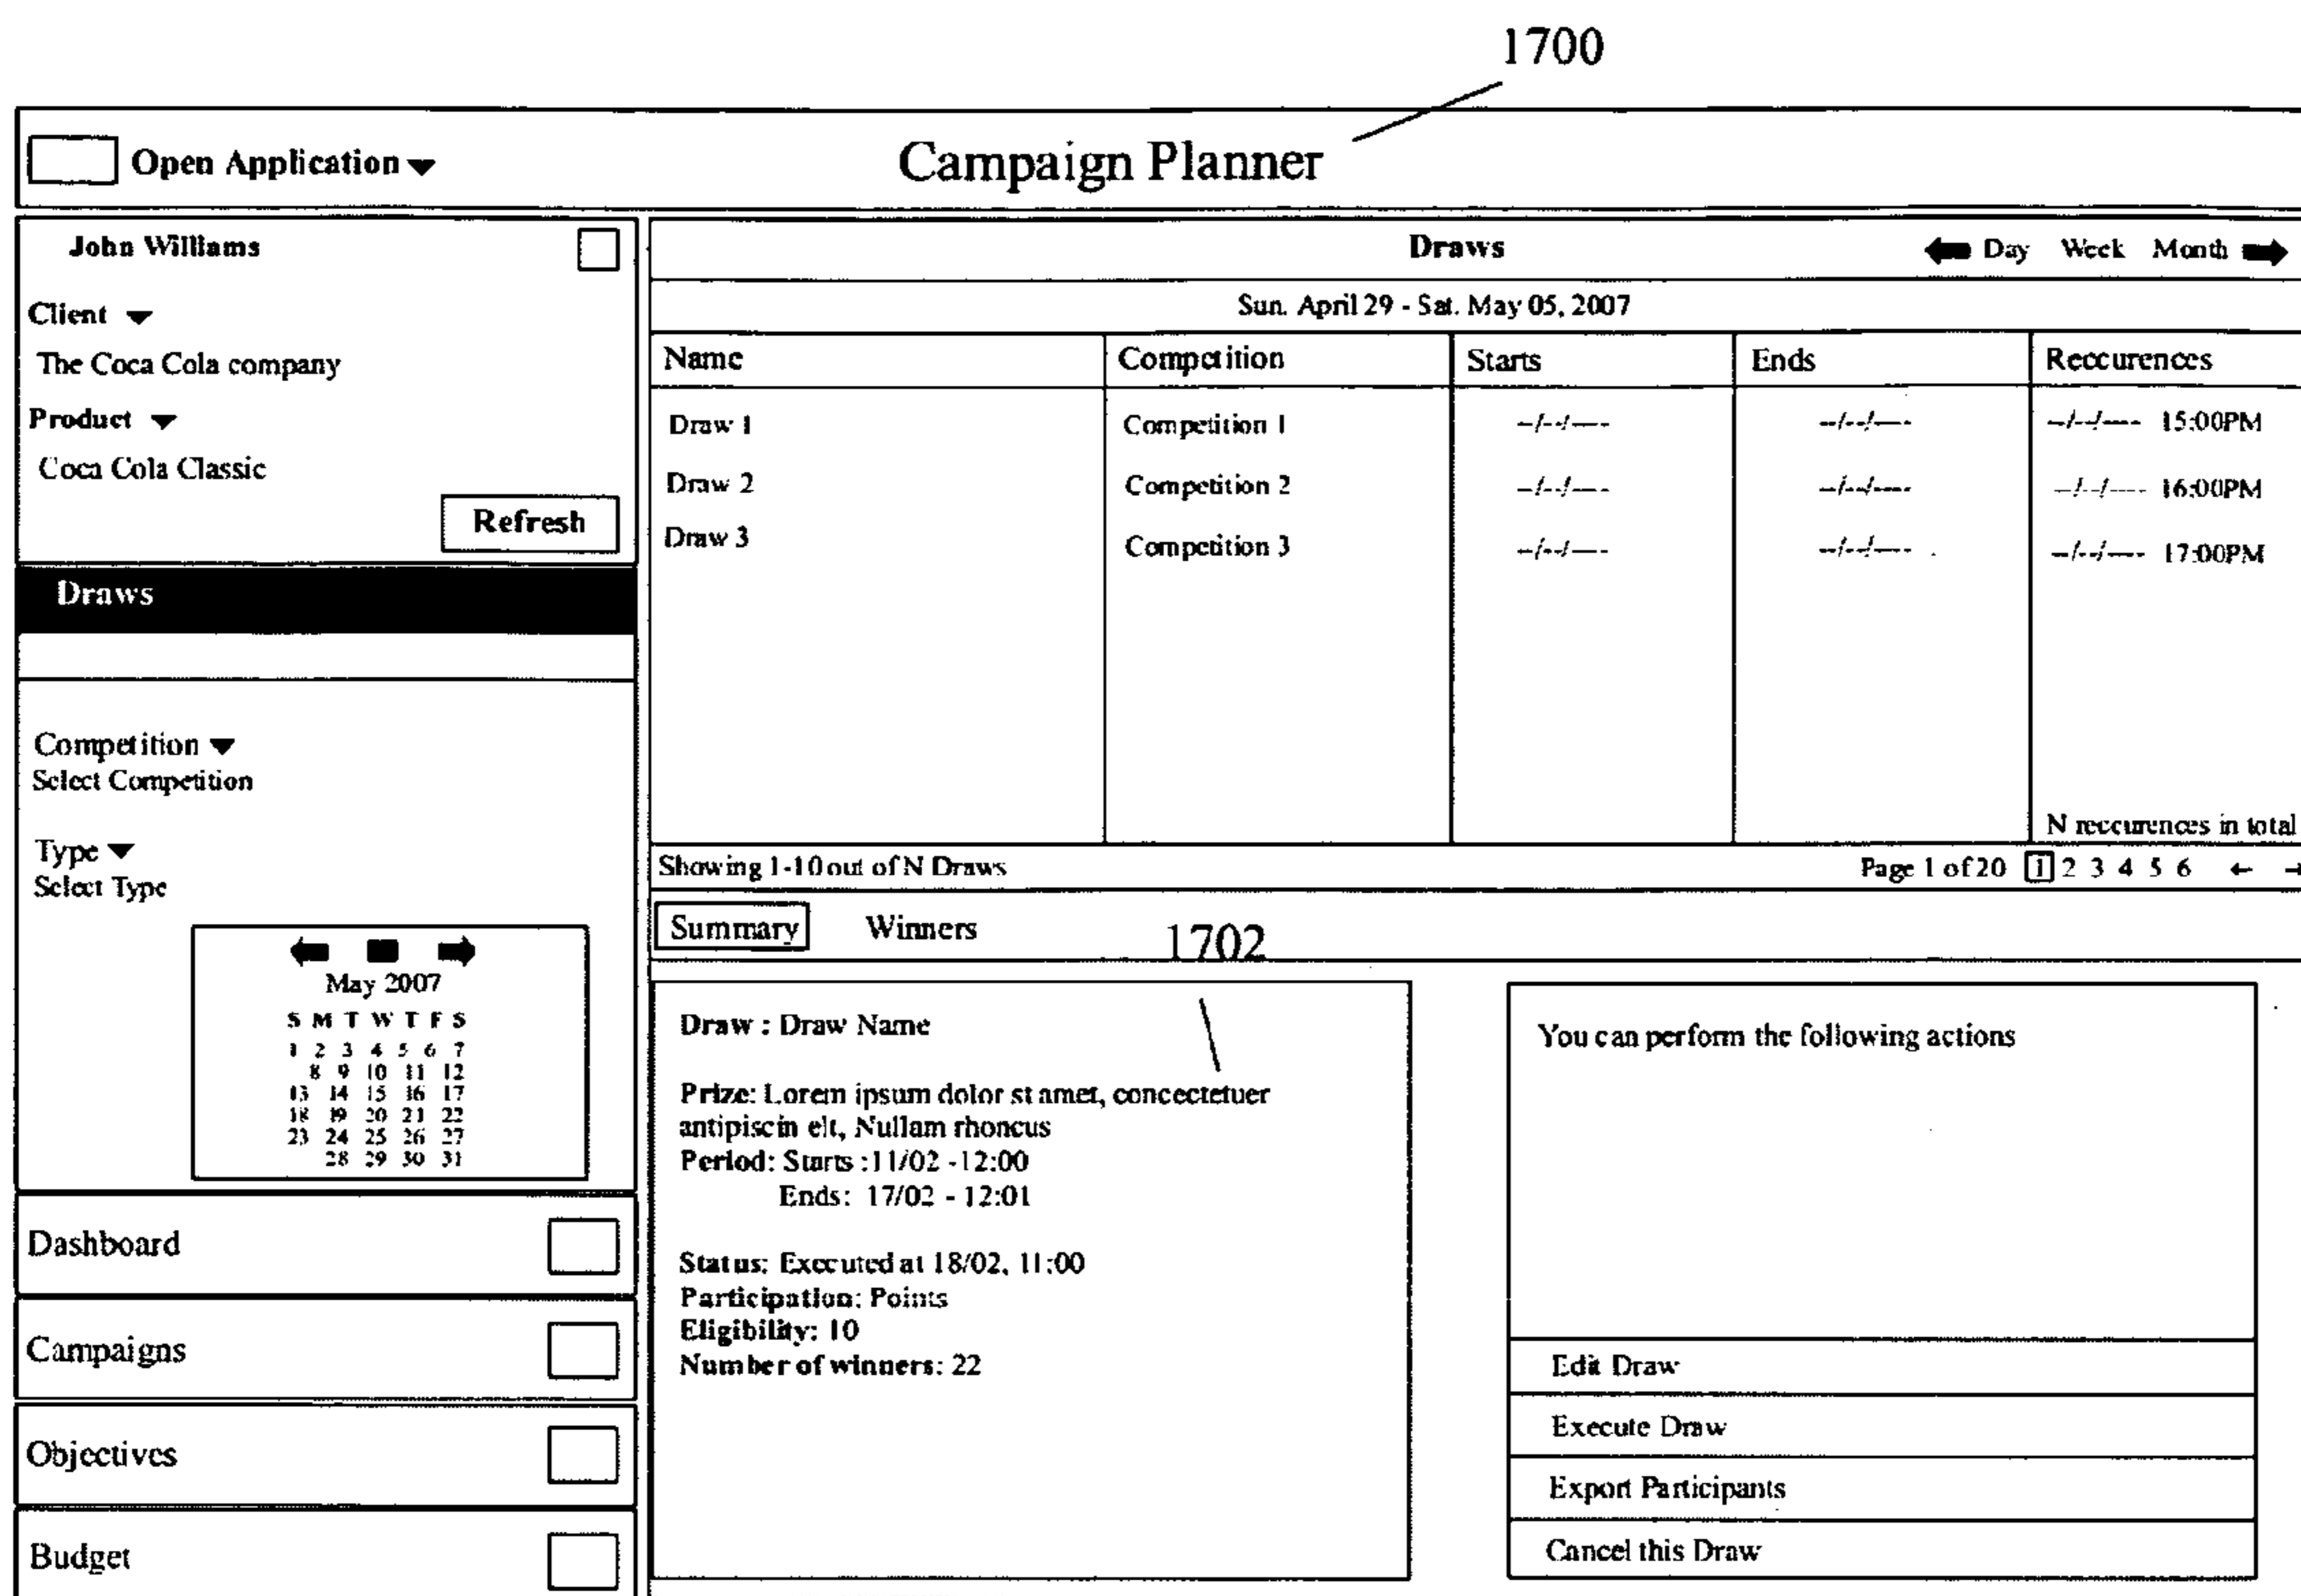 1700
Open Application
Campaign Planner
John Williams
Client
The Coca Cola company
Product
Coca Cola Classic
Refresh
Draws
Competition
Select Competition
Type
Select Type
May 2007
S M T W T F S
1 2 3 4 5 6 7
8 9 10 11 12
13 14 15 16 17
18 19 20 21 22
23 24 25 26 27
28 29 30 31
Dashboard
Campaigns
Objectives
Budget
Draws Day Week Month
Sun. April 29 - Sat. May 05, 2007
Name Competition Starts Ends Reccurences
Draw 1 Competition 1 --/--/---- --/--/---- --/--/---- 15:00PM
Draw 2 Competition 2 --/--/---- --/--/---- --/--/---- 16:00PM
Draw 3 Competition 3 --/--/---- --/--/---- --/--/---- 17:00PM
N reccurences in total
Showing 1-10 out of N Draws Page 1 of 20 1 2 3 4 5 6 ← →
Summary Winners 1702
Draw : Draw Name
Prize: Lorem ipsum dolor st amet, concectetuer
antipiscin elt, Nullam rhoncus
Period: Starts :11/02 -12:00
Ends: 17/02 - 12:01
Status: Executed at 18/02, 11:00
Participation: Points
Eligibility: 10
Number of winners: 22
You can perform the following actions
Edit Draw
Execute Draw
Export Participants
Cancel this Draw